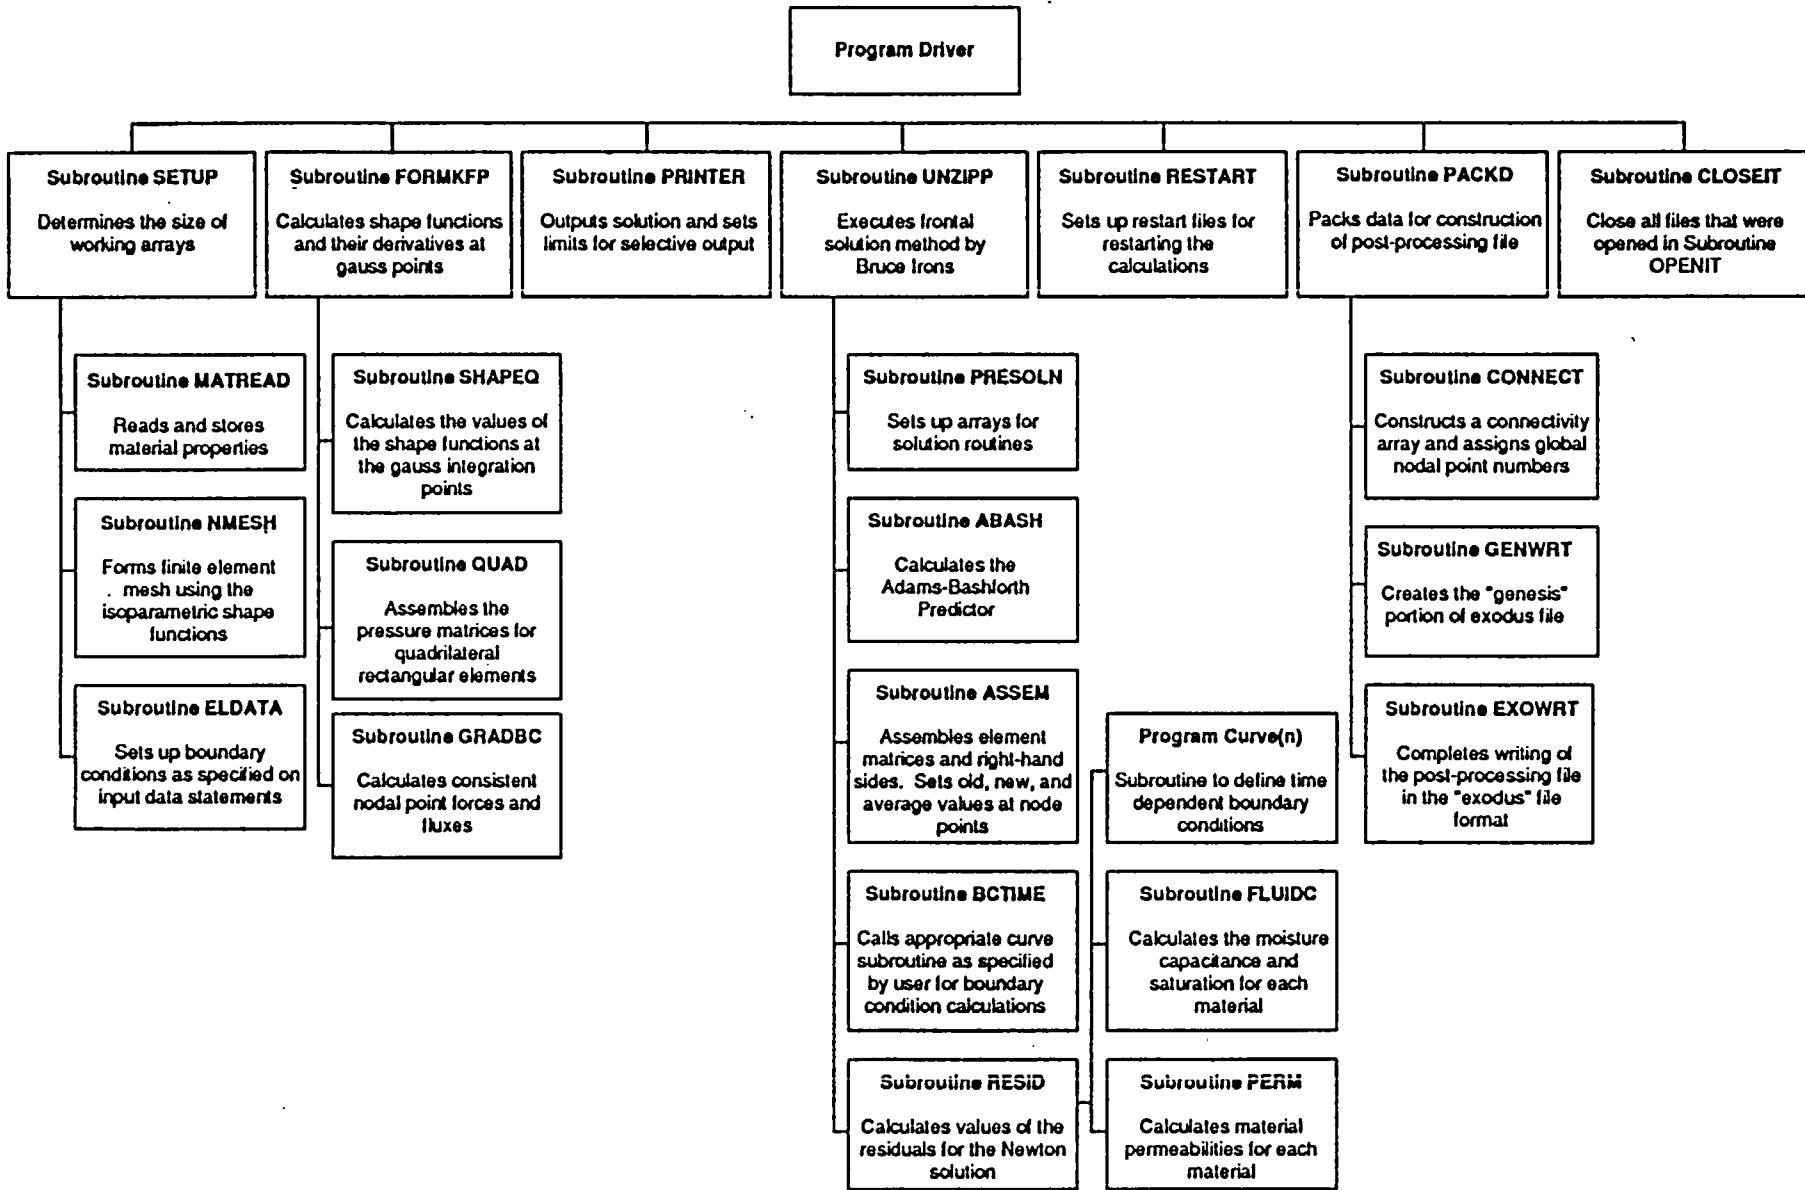 Program Driver
Subroutine SETUP
Determines the size of
working arrays
Subroutine FORMKFP
Calculates shape functions
and their derivatives at
gauss points
Subroutine PRINTER
Outputs solution and sets
limits for selective output
Subroutine UNZIPP
Executes frontal
solution method by
Bruce Irons
Subroutine RESTART
Sets up restart files for
restarting the
calculations
Subroutine PACKD
Packs data for construction
of post-processing file
Subroutine CLOSEIT
Close all files that were
opened in Subroutine
OPENIT
Subroutine MATREAD
Reads and stores
material properties
Subroutine NMESH
Forms finite element
mesh using the
isoparametric shape
functions
Subroutine ELDATA
Sets up boundary
conditions as specified on
input data statements
Subroutine SHAPEQ
Calculates the values of
the shape functions at
the gauss integration
points
Subroutine QUAD
Assembles the
pressure matrices for
quadrilateral
rectangular elements
Subroutine GRADBC
Calculates consistent
nodal point forces and
fluxes
Subroutine PRESOLN
Sets up arrays for
solution routines
Subroutine ABASH
Calculates the
Adams-Bashforth
Predictor
Subroutine ASSEM
Assembles element
matrices and right-hand
sides. Sets old, new, and
average values at node
points
Subroutine BCTIME
Calls appropriate curve
subroutine as specified
by user for boundary
condition calculations
Subroutine RESID
Calculates values of the
residuals for the Newton
solution
Program Curve(n)
Subroutine to define time
dependent boundary
conditions
Subroutine FLUIDC
Calculates the moisture
capacitance and
saturation for each
material
Subroutine PERM
Calculates material
permeabilities for each
material
Subroutine CONNECT
Constructs a connectivity
array and assigns global
nodal point numbers
Subroutine GENWRT
Creates the "genesis"
portion of exodus file
Subroutine EXOWRT
Completes writing of
the post-processing file
in the "exodus" file
format